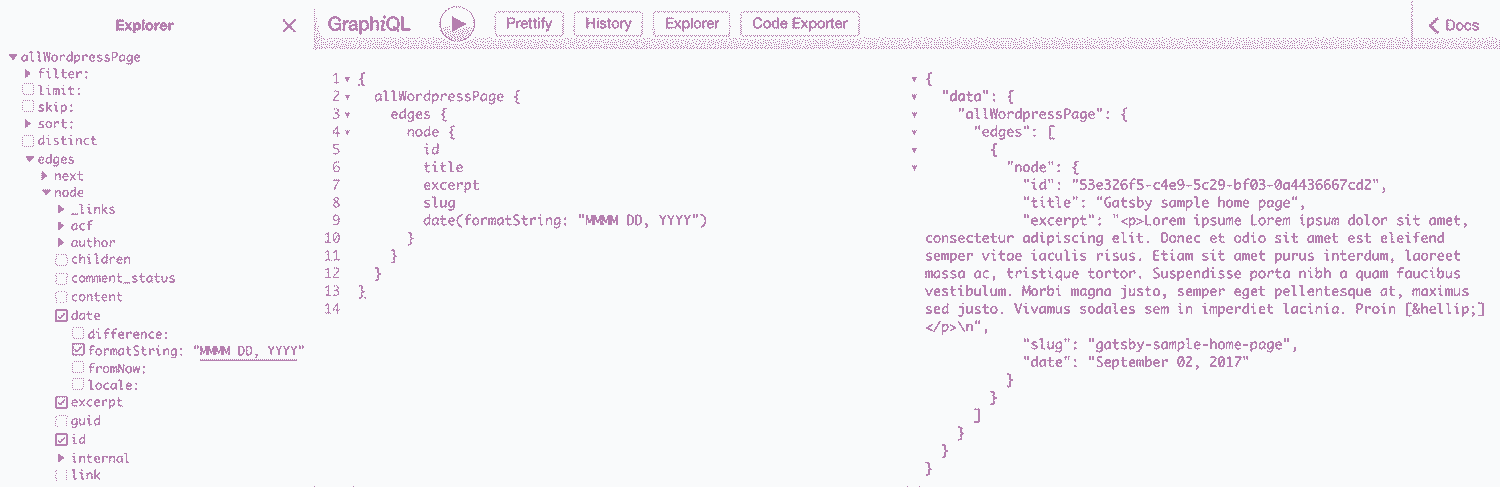 Explorer
GraphiQL
Prettify
History
Explorer
Code Exporter
Docs
allWordpressPage
filter:
limit:
skip:
sort:
distinct
edges
next
node
_links
acf
author
children
comment_status
content
date
difference:
formatString: "MMMM DD, YYYY"
fromNow:
locale:
excerpt
guid
id
internal
link
1 {
2 allWordpressPage {
3 edges {
4 node {
5 id
6 title
7 excerpt
8 slug
9 date(formatString: "MMMM DD, YYYY")
10 }
11 }
12 }
13 }
14
{
"data": {
"allWordpressPage": {
"edges": [
{
"node": {
"id": "53e326f5-c4e9-5c29-bf03-0a4436667cd2",
"title": "Gatsby sample home page",
"excerpt": "<p>Lorem ipsume Lorem ipsum dolor sit amet,
consectetur adipiscing elit. Donec et odio sit amet est eleifend
semper vitae iaculis risus. Etiam sit amet purus interdum, laoreet
massa ac, tristique tortor. Suspendisse porta nibh a quam faucibus
vestibulum. Morbi magna justo, semper eget pellentesque at, maximus
sed justo. Vivamus sodales sem in imperdiet lacinia. Proin [&hellip;]
</p>\n",
"slug": "gatsby-sample-home-page",
"date": "September 02, 2017"
}
}
]
}
}
}